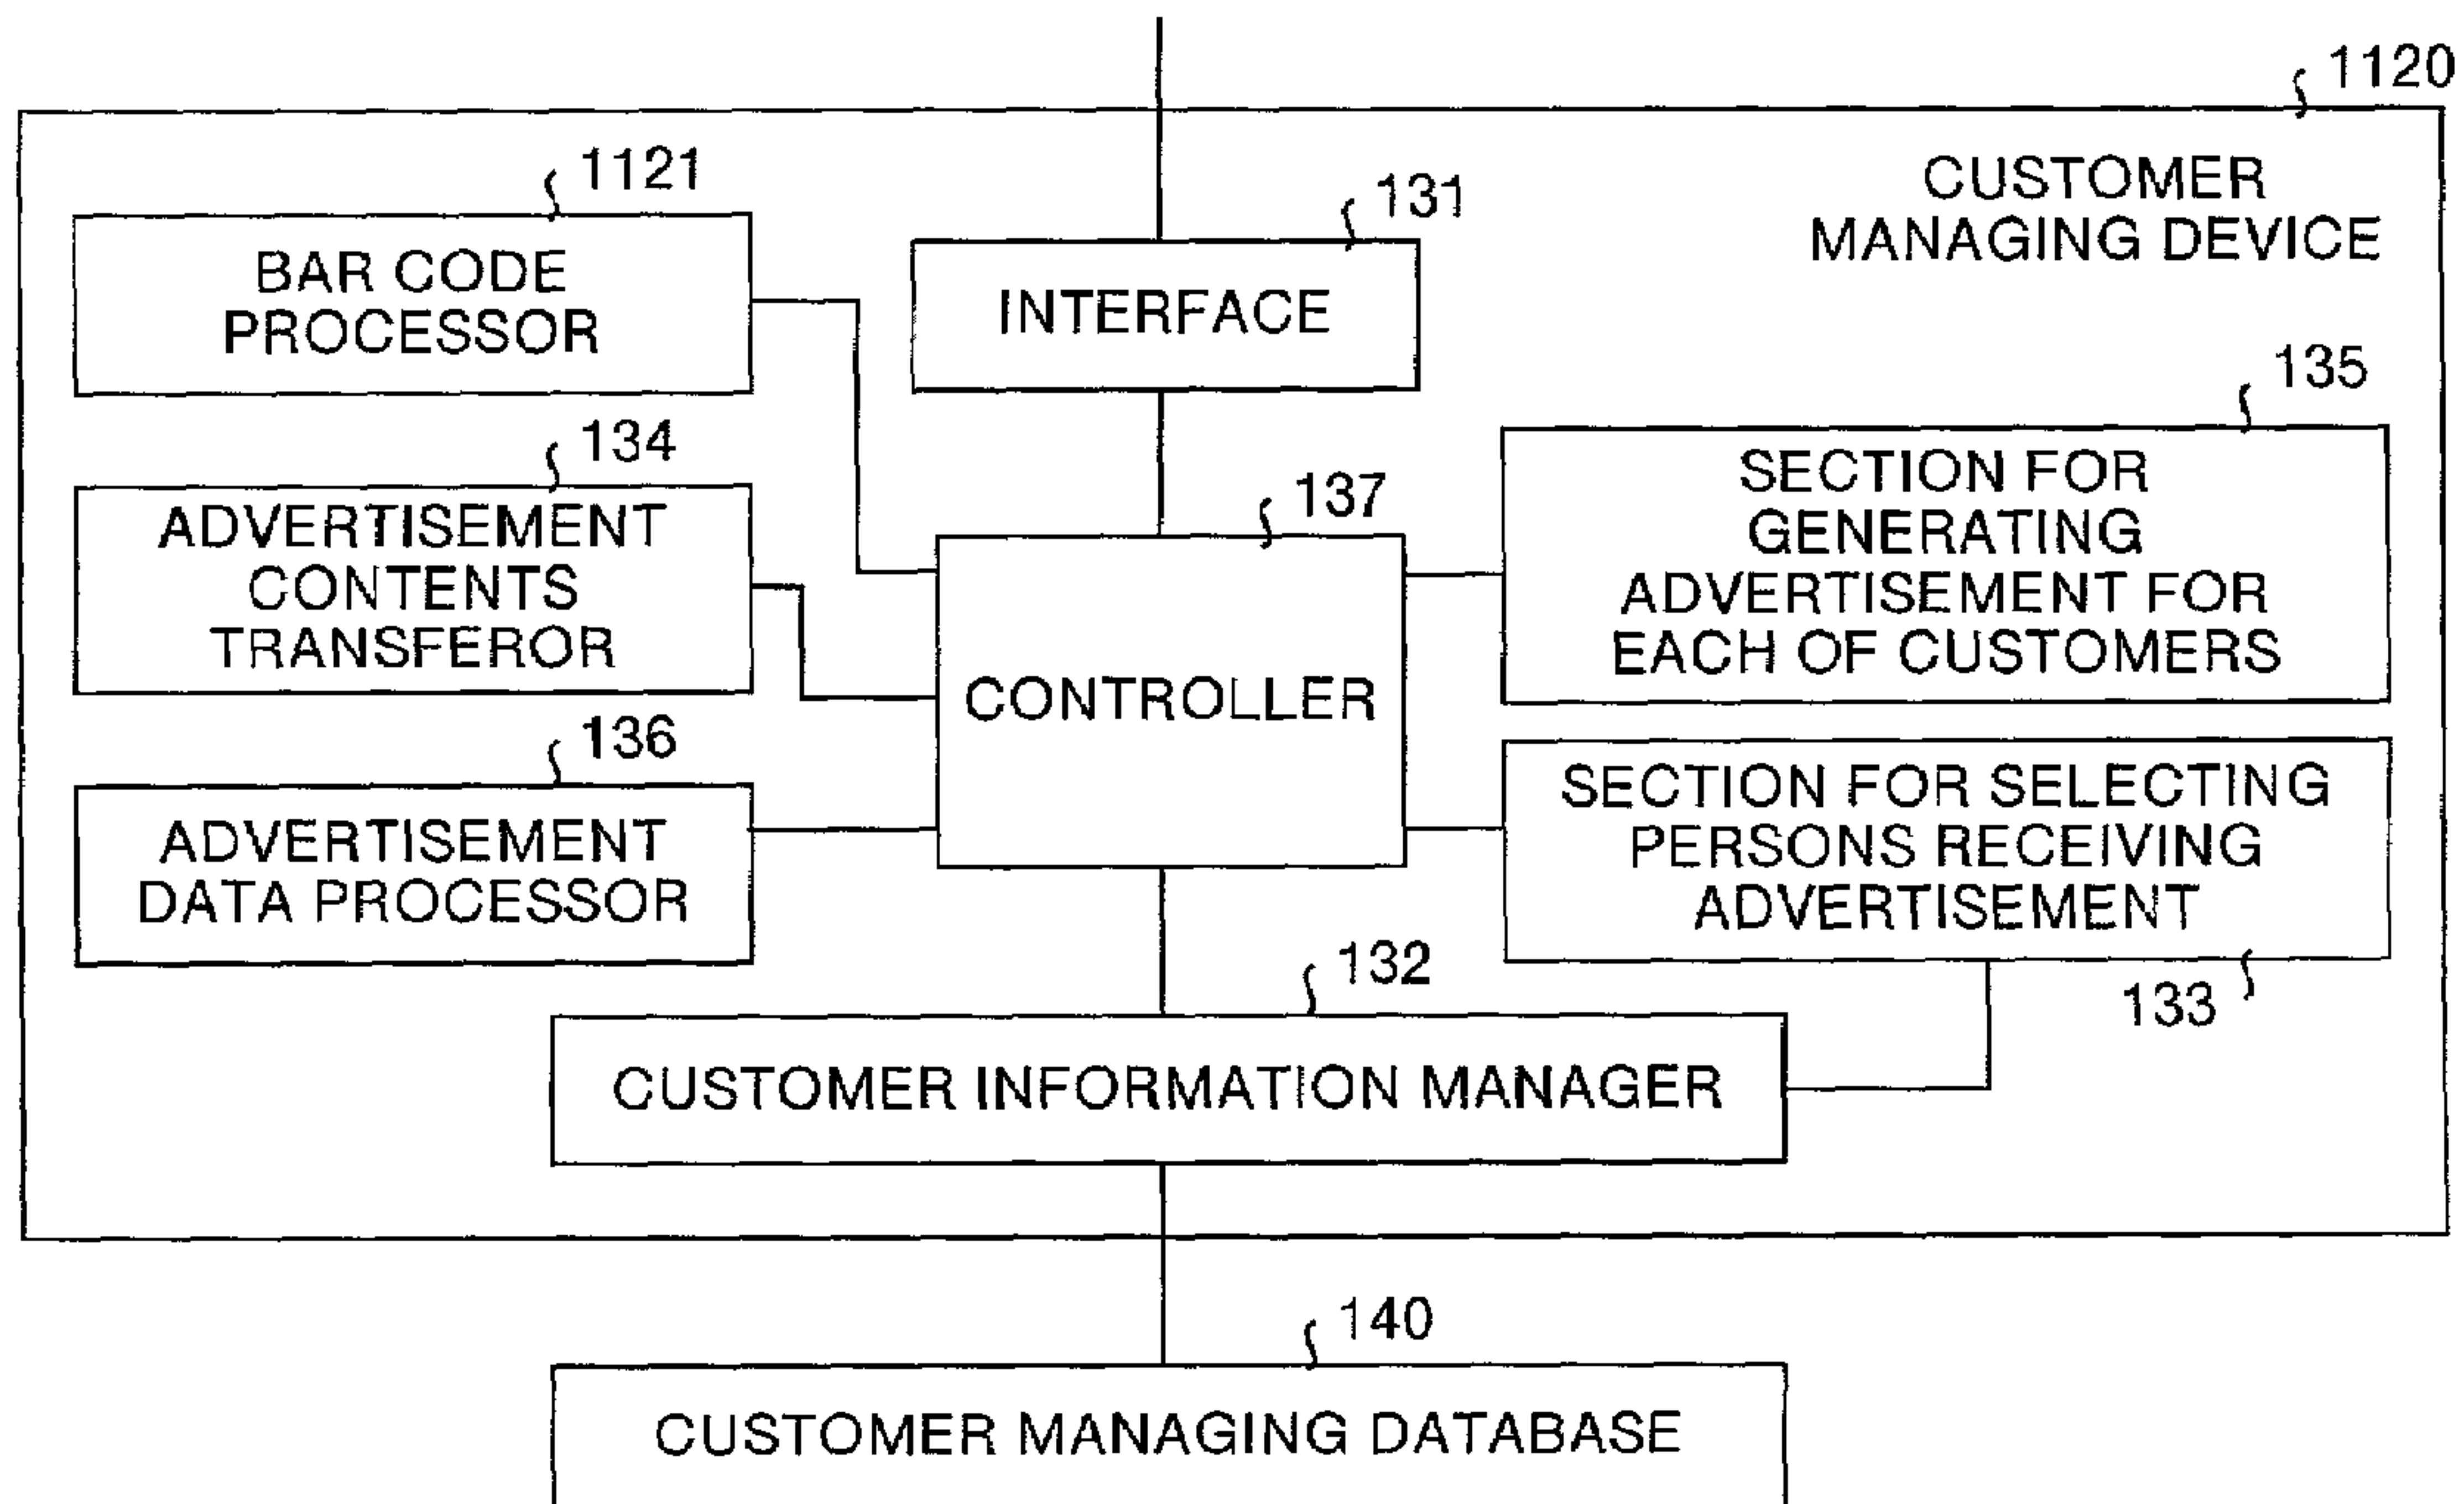 1120
CUSTOMER
MANAGING DEVICE
1121
BAR CODE
PROCESSOR
131
INTERFACE
135
SECTION FOR
GENERATING
ADVERTISEMENT FOR
EACH OF CUSTOMERS
134
ADVERTISEMENT
CONTENTS
TRANSFEROR
137
CONTROLLER
136
ADVERTISEMENT
DATA PROCESSOR
SECTION FOR SELECTING
PERSONS RECEIVING
ADVERTISEMENT
133
132
CUSTOMER INFORMATION MANAGER
140
CUSTOMER MANAGING DATABASE